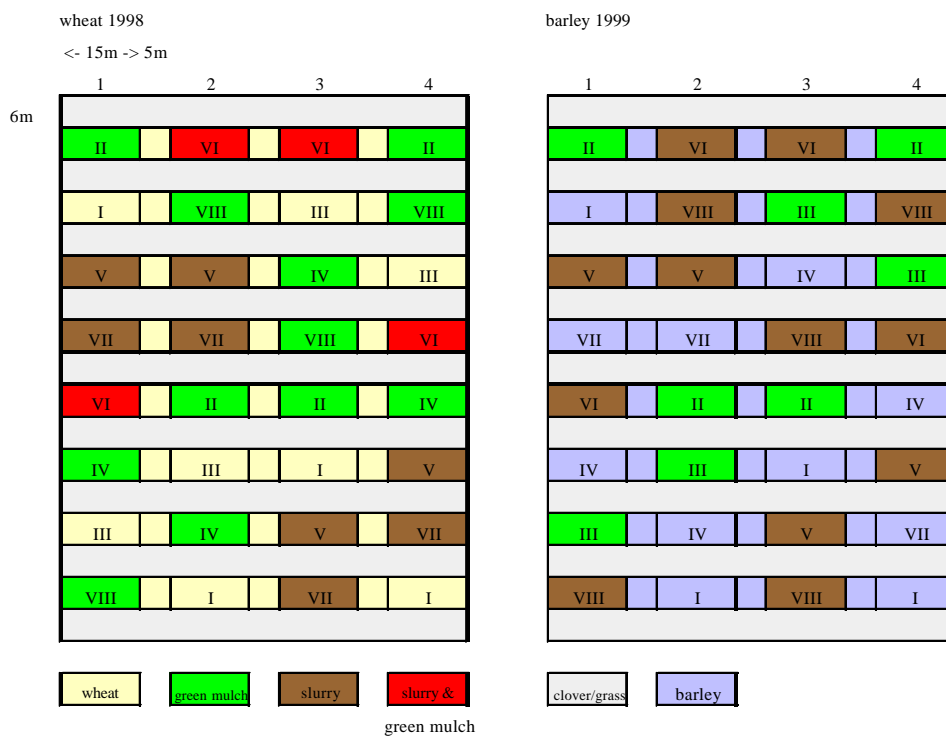 wheat 1998 barley 1999
<- 15m -> 5m
1 2 3 4 1 2 3 4
6m
II VI VI II II VI VI II
I VIII III VIII I VIII III VIII
V V IV III V V IV III
VII VII VIII VI VII VII VIII VI
VI II II IV VI II II IV
IV III I V IV III I V
III IV V VII III IV V VII
VIII I VII I VIII I VIII I
wheat green mulch slurry slurry & clover/grass barley
green mulch